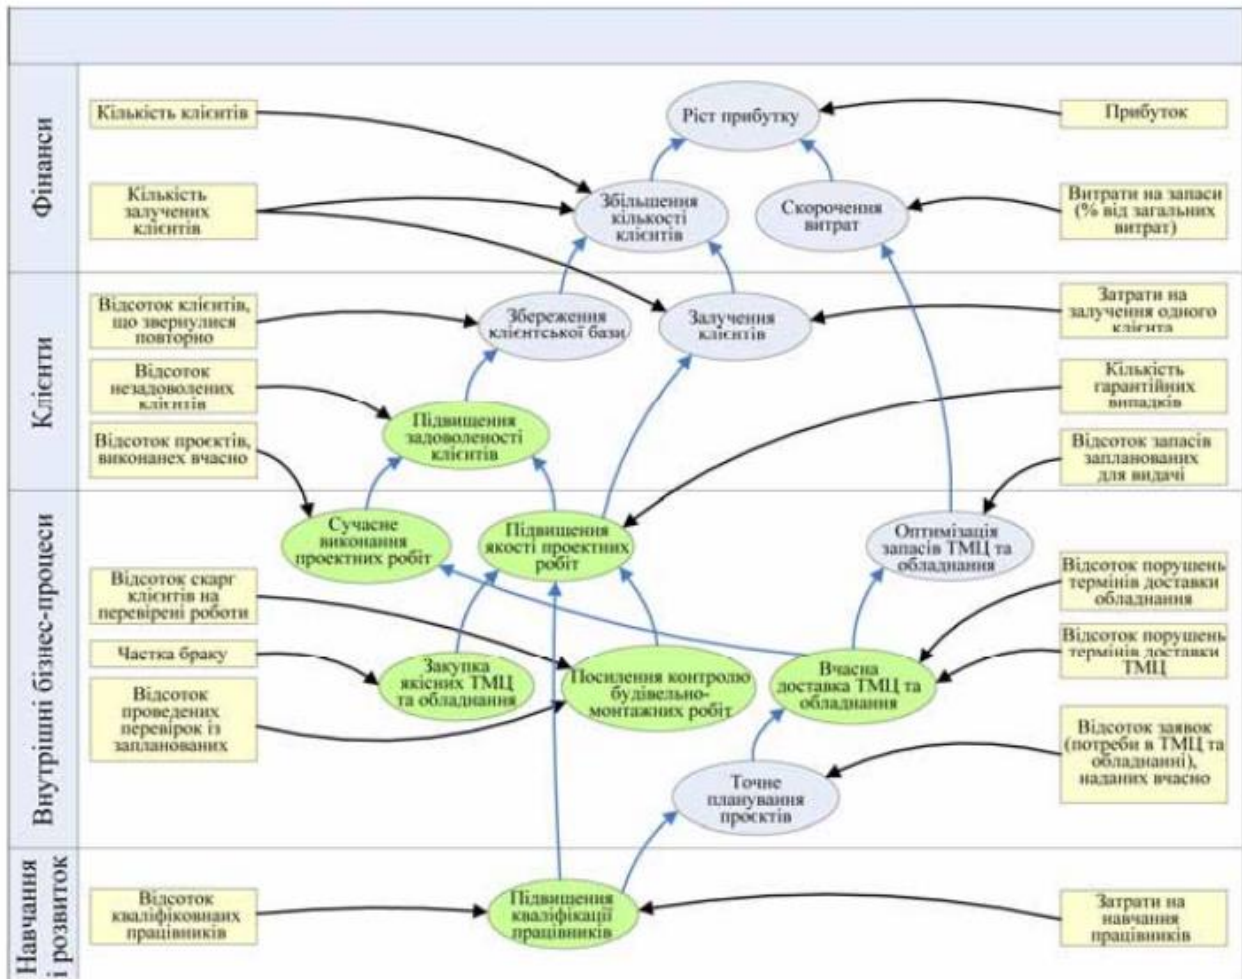 Фінанси
Кількість клієнтів
Кількість
залучених
клієнтів
Ріст прибутку
Збільшення
кількості
клієнтів
Скорочення
витрат
Прибуток
Витрати на запаси
(% від загальних
витрат)
Клієнти
Відсоток клієнтів,
що звернулися
повторно
Відсоток
незадоволених
клієнтів
Відсоток проєктів,
виконанех вчасно
Збереження
клієнтської бази
Залучення
клієнтів
Підвищення
задоволеності
клієнтів
Затрати на
залучення одного
клієнта
Кількість
гарантійних
випадків
Відсоток запасів
запланованих
для видачі
Внутрішні бізнес-процеси
Відсоток скарг
клієнтів на
перевірені роботи
Частка браку
Відсоток
проведених
перевірок із
запланованих
Сучасне
виконання
проектних робіт
Підвищення
якості проектних
робіт
Оптимізація
запасів ТМЦ та
обладнання
Закупка
якісних ТМЦ
та обладнання
Посилення контролю
будівельно-
монтажних робіт
Вчасна
доставка ТМЦ та
обладнання
Точне
планування
проєктів
Відсоток порушень
термінів доставки
обладнання
Відсоток порушень
термінів доставки
ТМЦ
Відсоток заявок
(потреби в ТМЦ та
обладнанні),
наданих вчасно
Навчання
і розвиток
Відсоток
кваліфіковнаих
працівників
Підвищення
кваліфікації
працівників
Затрати на
навчання
працівників